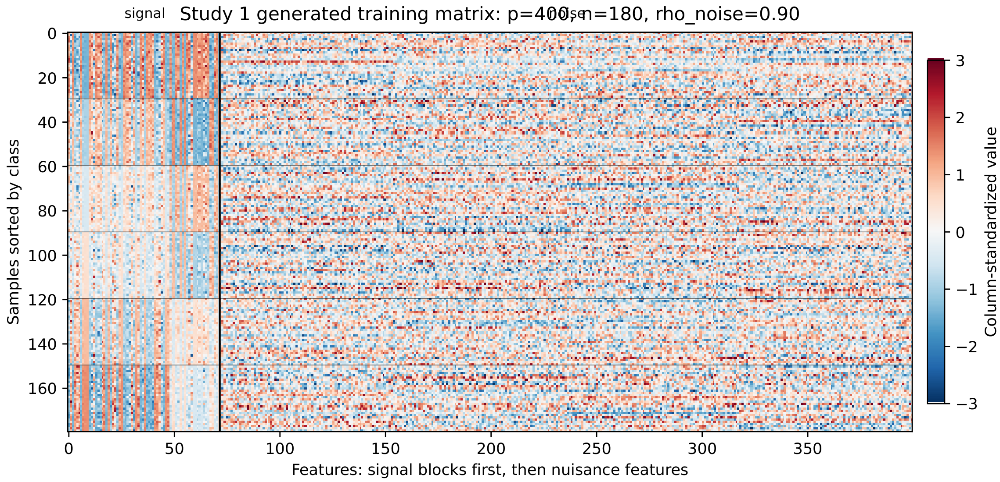 signal
Study 1 generated training matrix: p=400, n=180, rho_noise=0.90
noise
0
20
40
60
80
100
120
140
160
Samples sorted by class
0 50 100 150 200 250 300 350
Features: signal blocks first, then nuisance features
3
2
1
0
−1
−2
−3
Column-standardized value